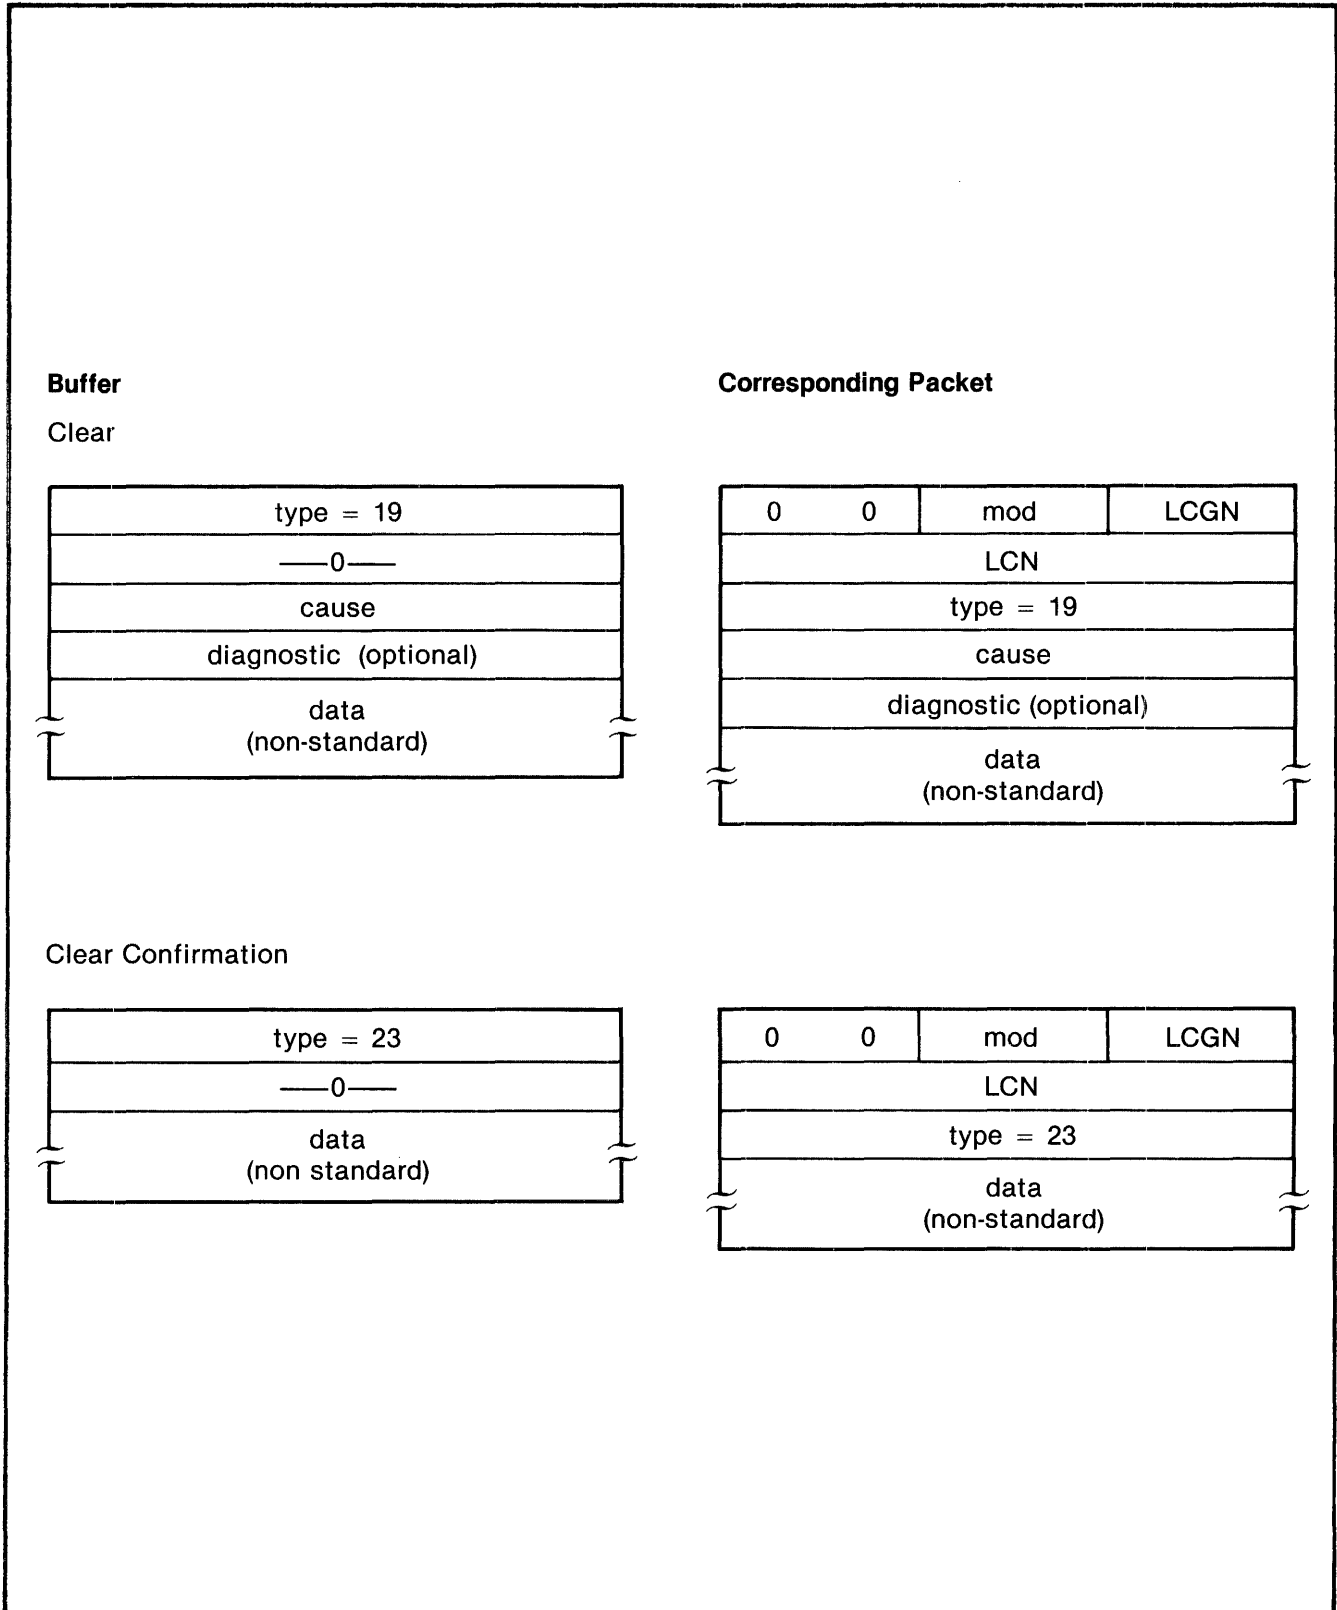 Buffer
Corresponding Packet
Clear
type = 19
—0—
cause
diagnostic (optional)
data
(non-standard)
0 0 mod LCGN
LCN
type = 19
cause
diagnostic (optional)
data
(non-standard)
Clear Confirmation
type = 23
—0—
data
(non standard)
0 0 mod LCGN
LCN
type = 23
data
(non-standard)